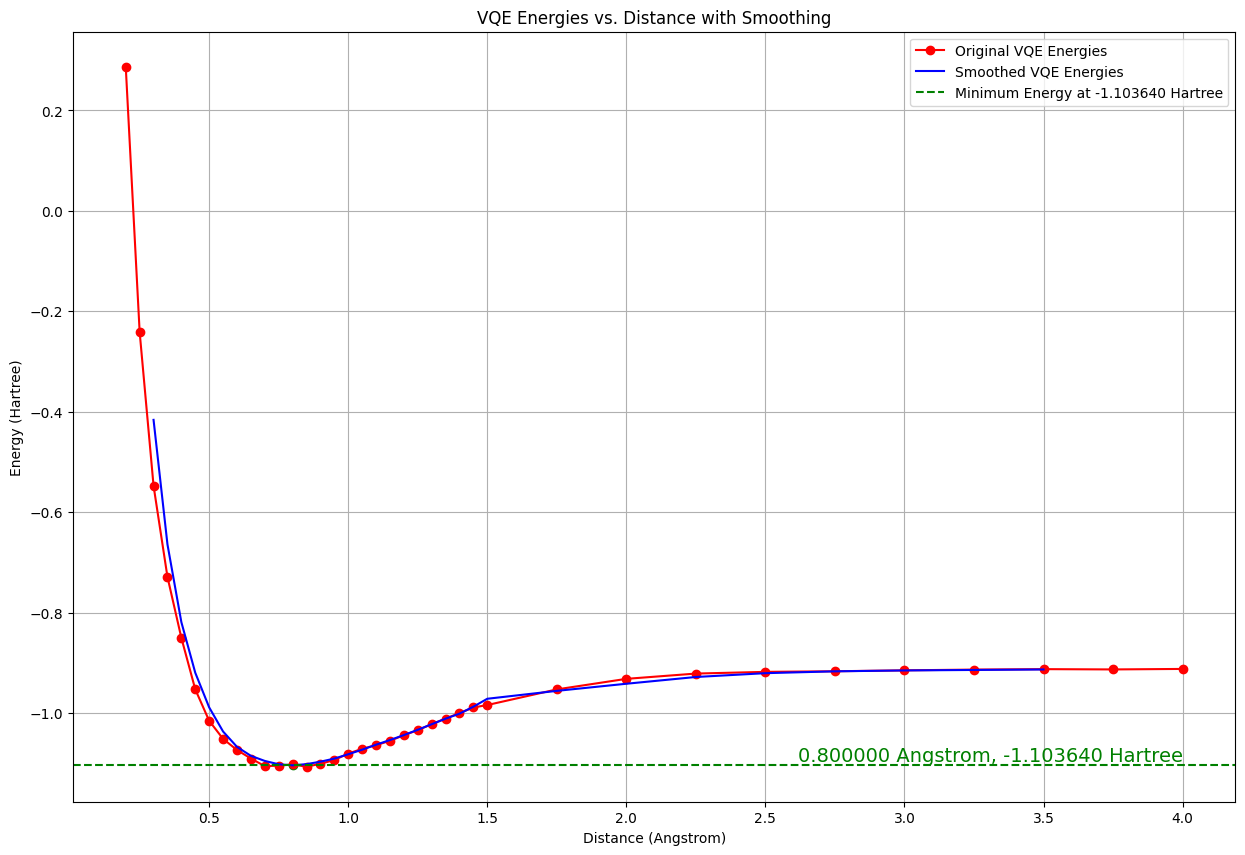 VQE Energies vs. Distance with Smoothing
Original VQE Energies
Smoothed VQE Energies
Minimum Energy at -1.103640 Hartree
Energy (Hartree)
0.2
0.0
−0.2
−0.4
−0.6
−0.8
−1.0
0.800000 Angstrom, -1.103640 Hartree
0.5 1.0 1.5 2.0 2.5 3.0 3.5 4.0
Distance (Angstrom)